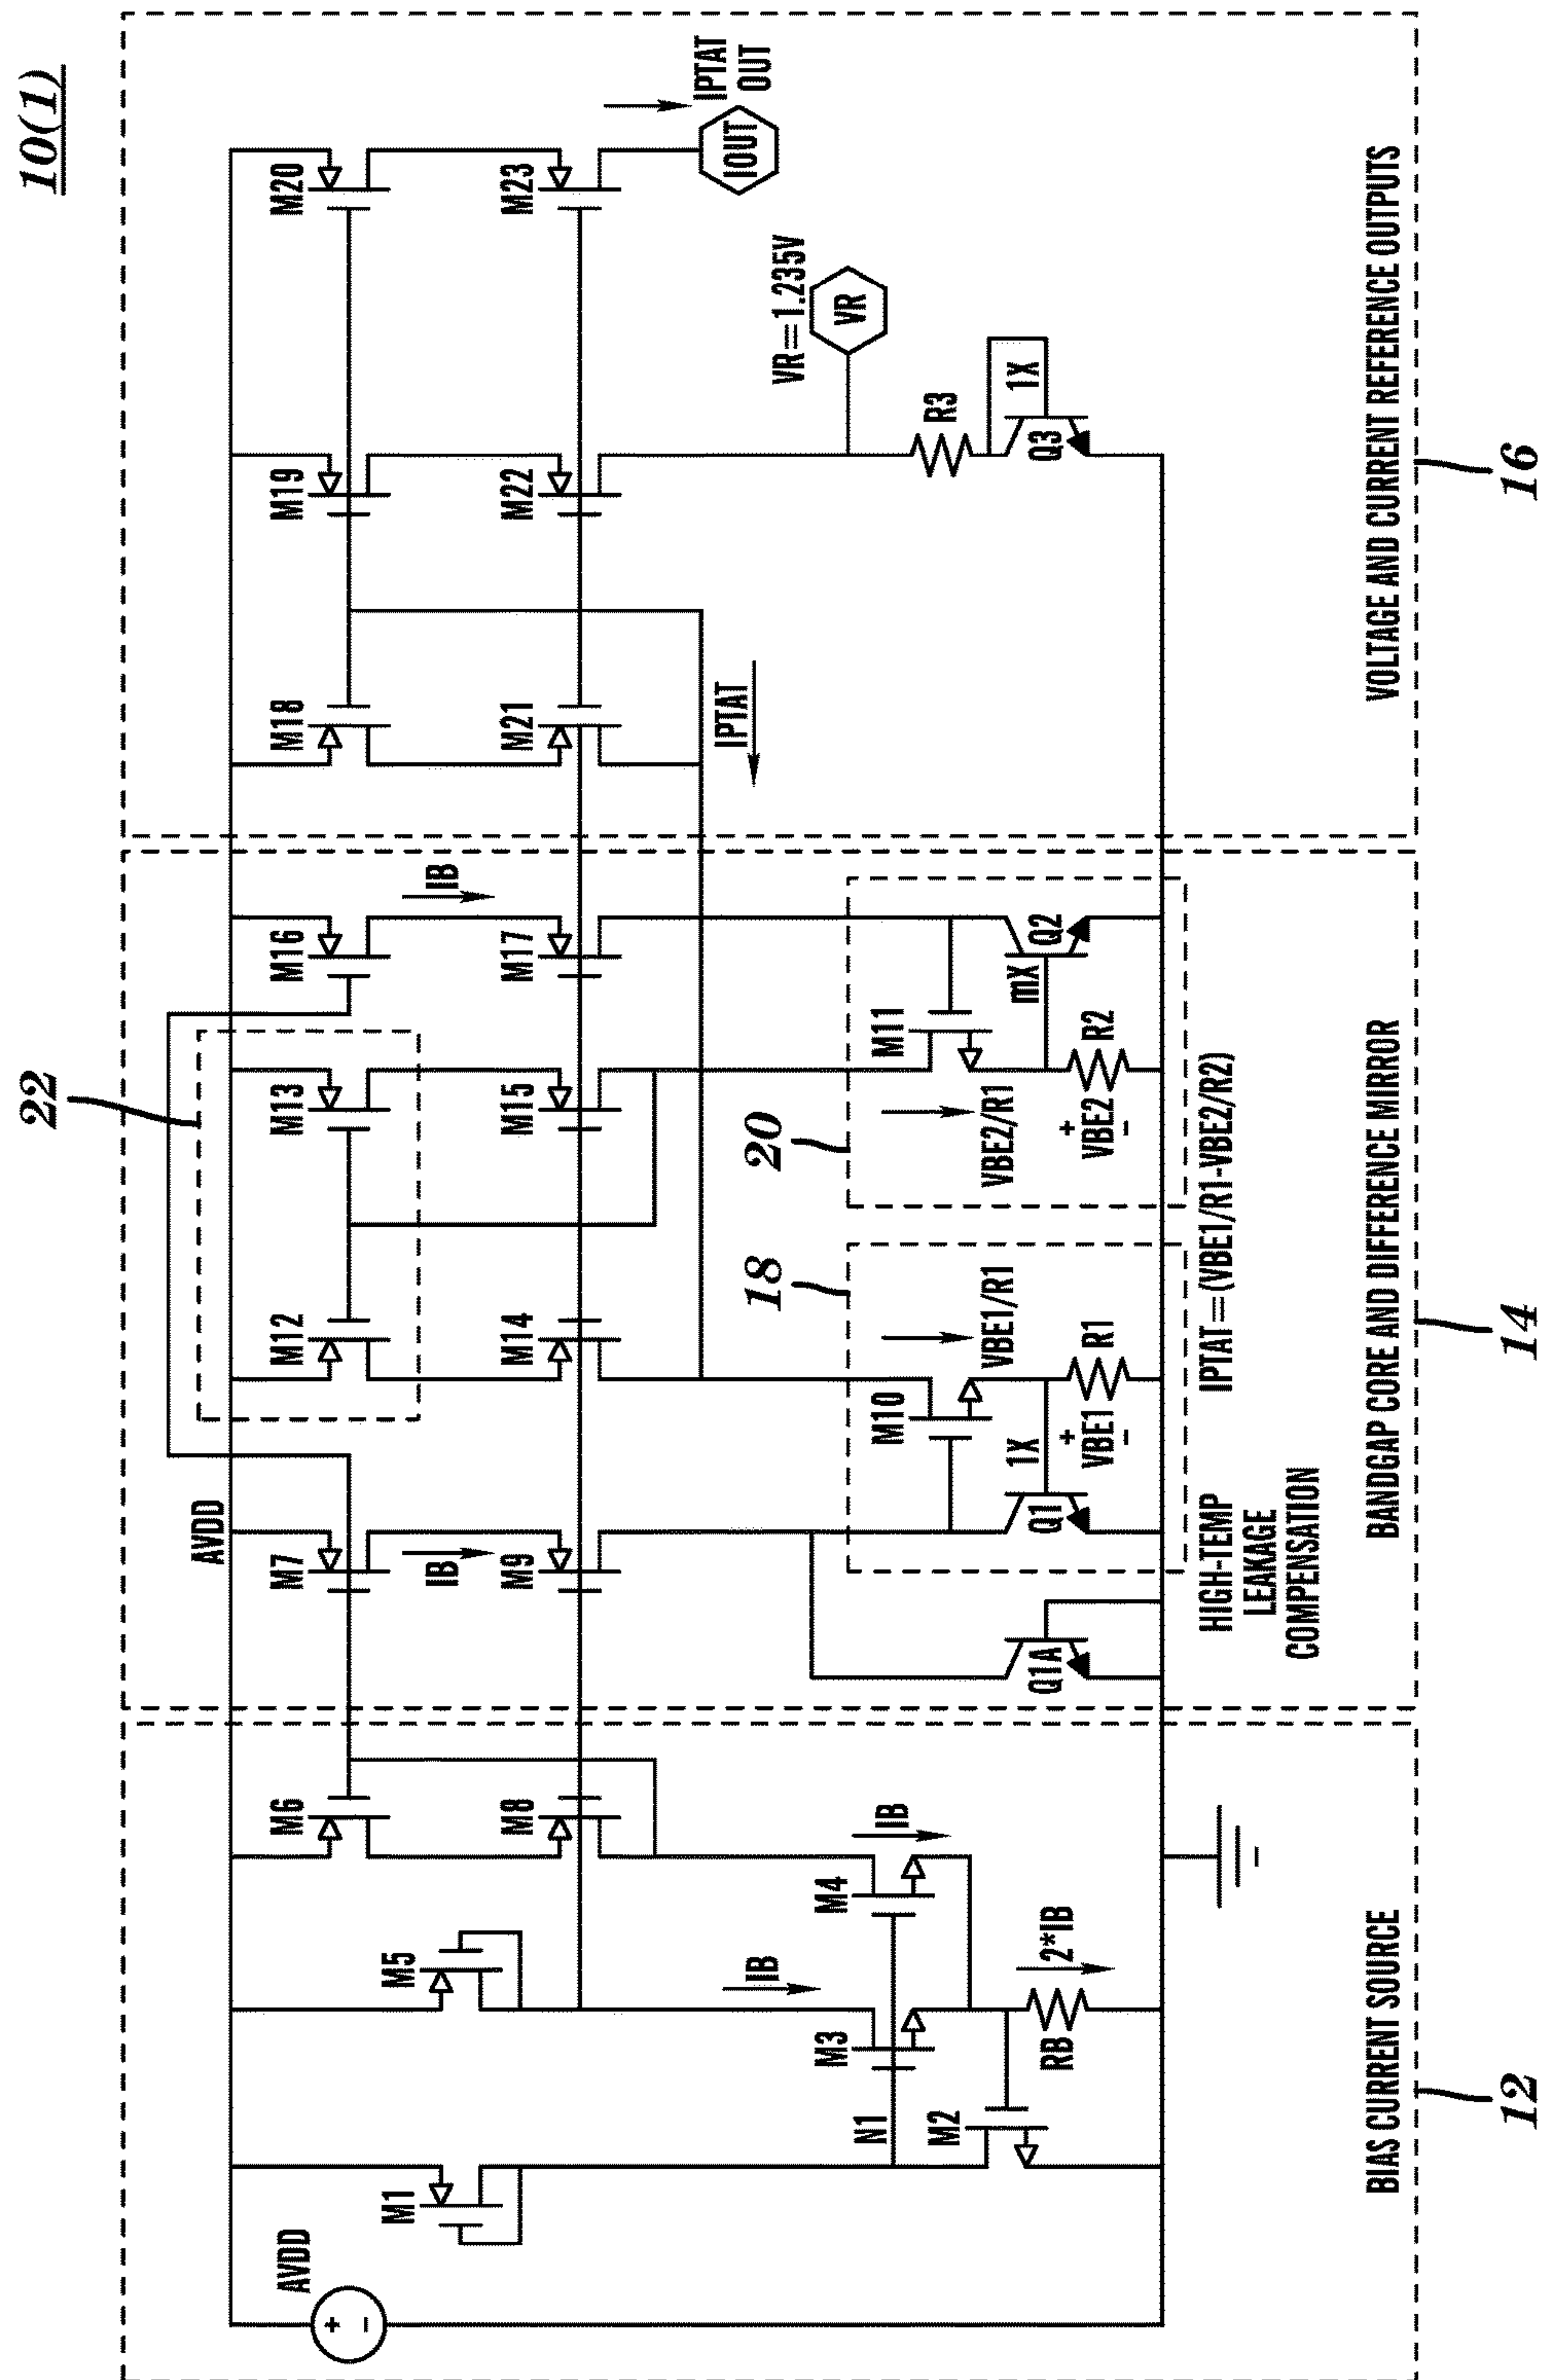 10(1)
22
AVDD
AVDD
M1
M5
M6
M7
M12
M13
M16
M18
M19
M20
IB
IB
M8
M9
M14
M15
M17
M21
M22
M23
IPTAT
OUT
IOUT
IPTAT
VR=1.235V
VR
R3
1X
Q3
IB
N1
M3
M4
IB
M2
RB
2*IB
18
M10
VBE1/R1
1X
Q1A
Q1
+
VBE1
-
R1
20
M11
VBE2/R1
mX
Q2
+
VBE2
-
R2
HIGH-TEMP
LEAKAGE
COMPENSATION
IPTAT=(VBE1/R1-VBE2/R2)
BIAS CURRENT SOURCE
BANDGAP CORE AND DIFFERENCE MIRROR
VOLTAGE AND CURRENT REFERENCE OUTPUTS
12
14
16